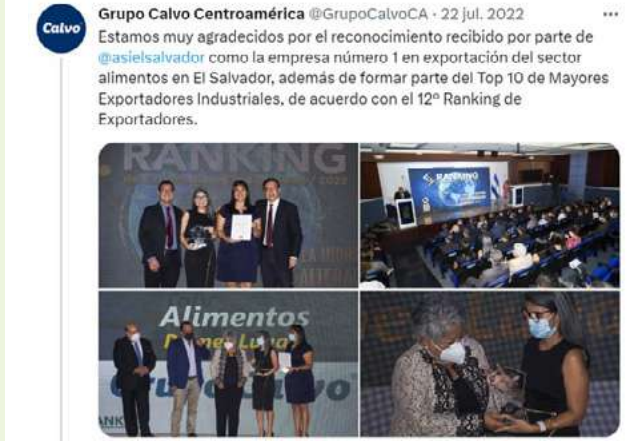 Calvo
Grupo Calvo Centroamérica @GrupoCalvoCA · 22 jul. 2022
Estamos muy agradecidos por el reconocimiento recibido por parte de
@asielsalvador como la empresa número 1 en exportación del sector
alimentos en El Salvador, además de formar parte del Top 10 de Mayores
Exportadores Industriales, de acuerdo con el 12º Ranking de
Exportadores.
RANKING
RANKING
Alimentos
Calvo